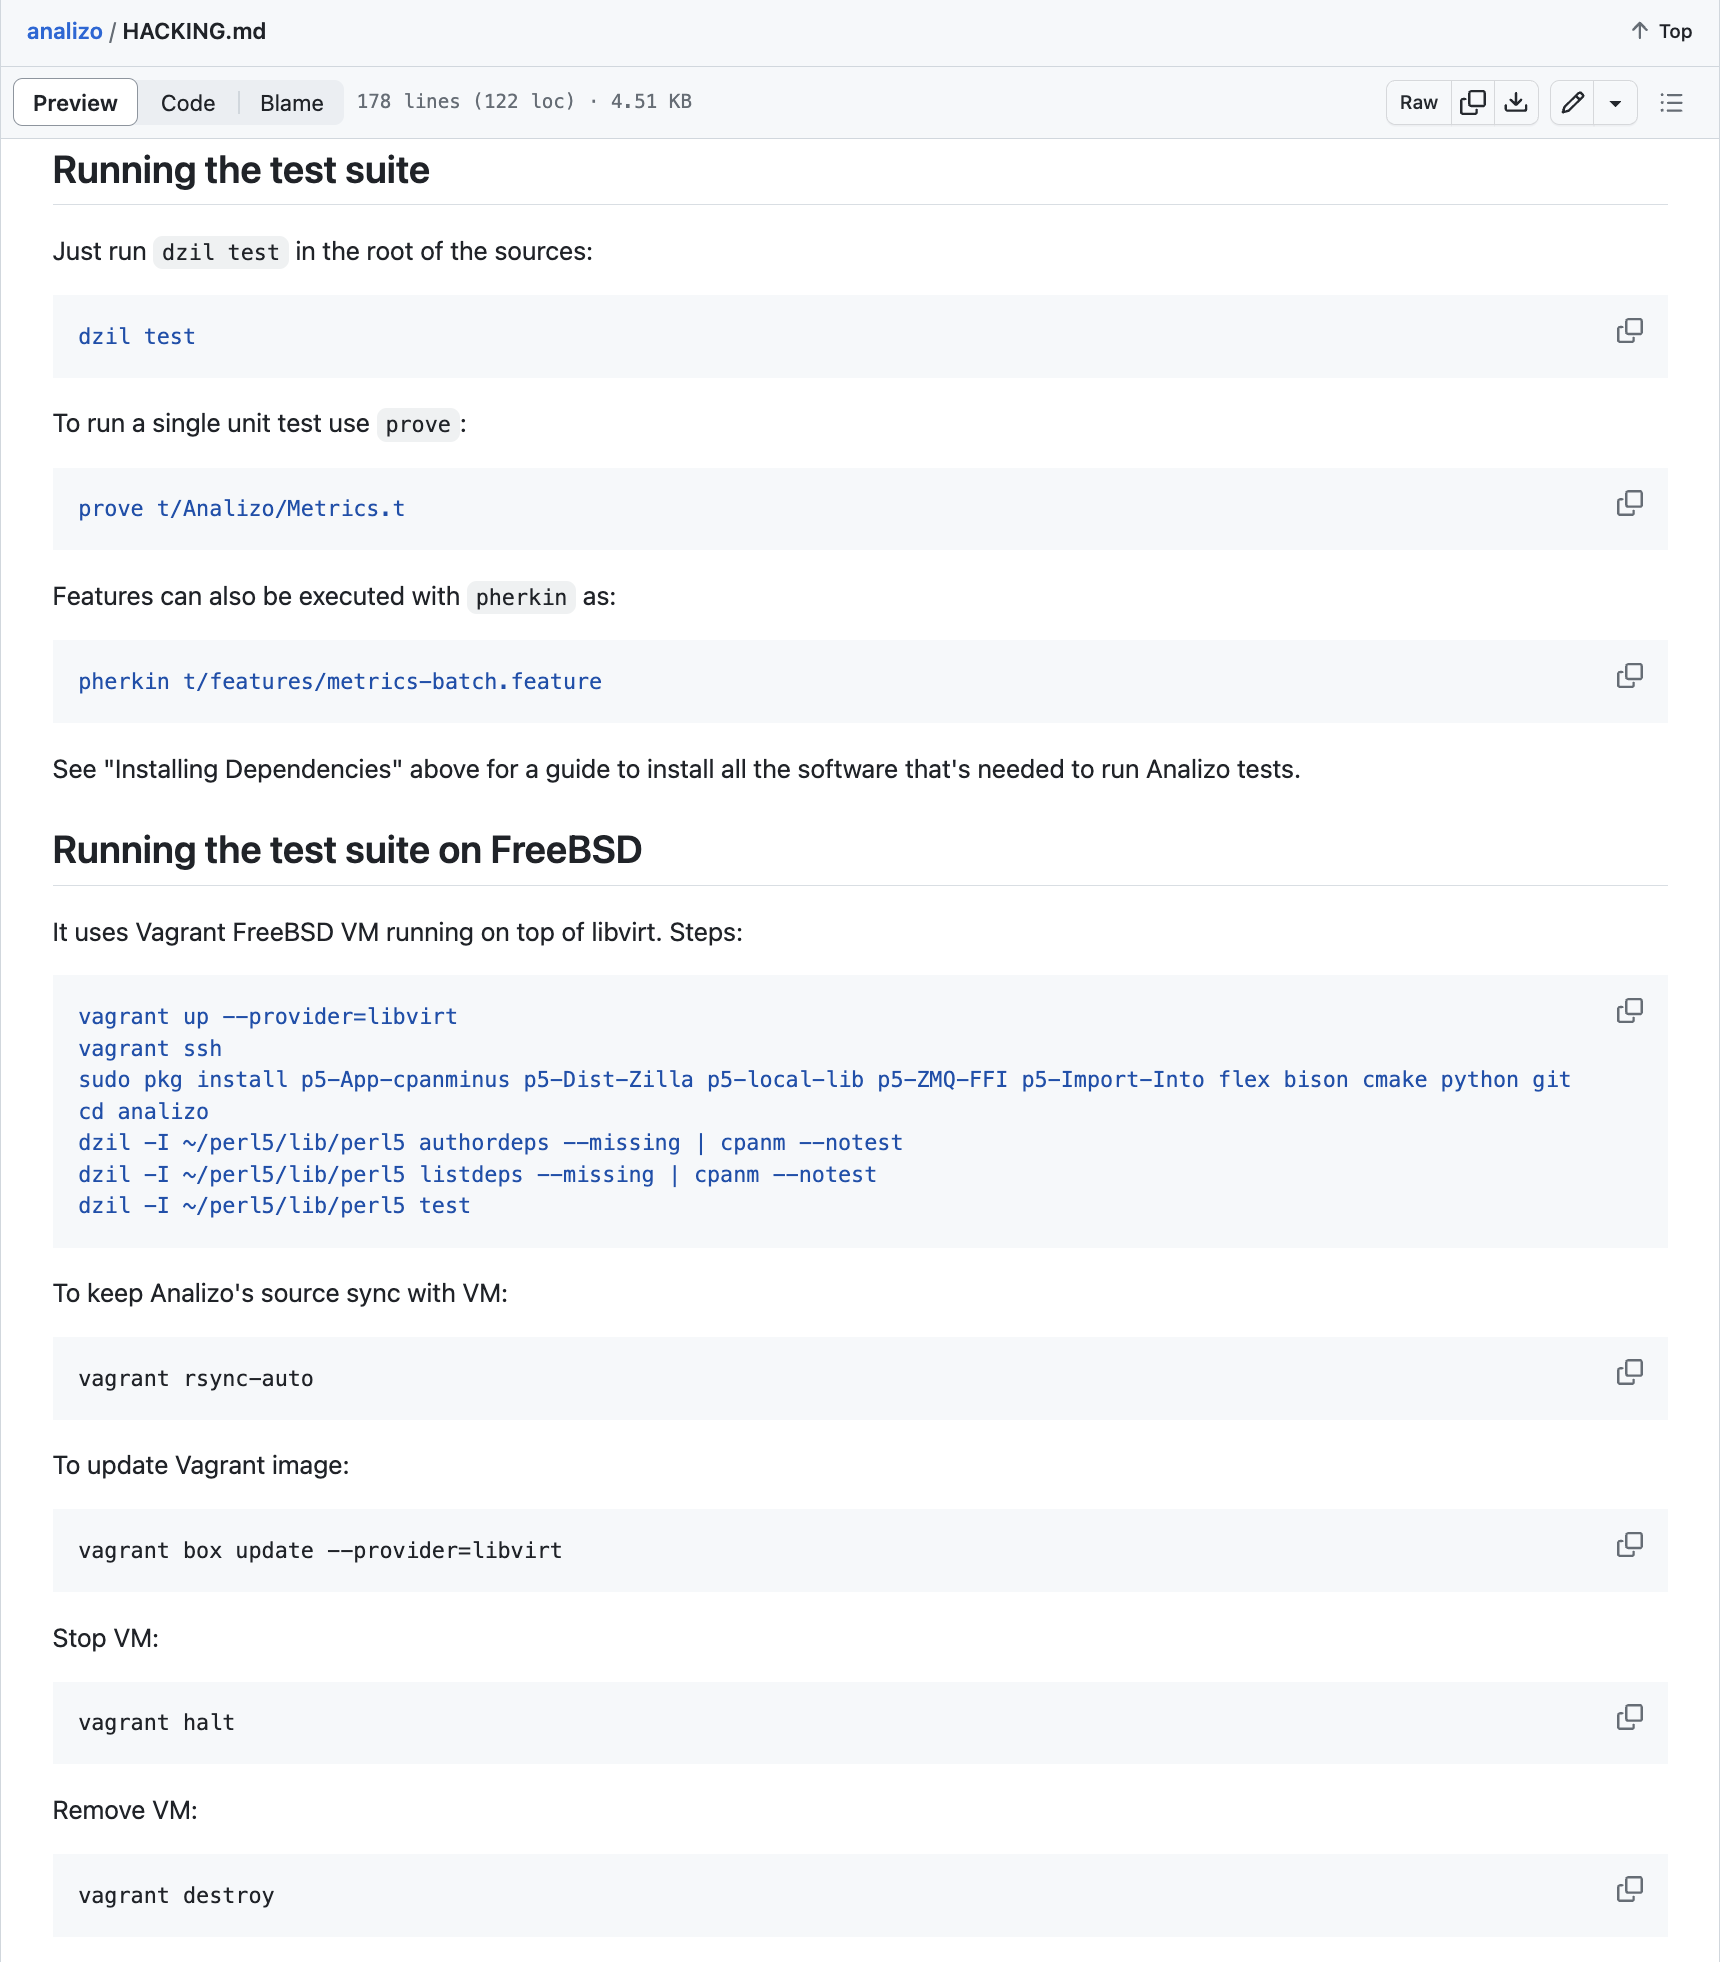 analizo / HACKING.md
Top
Preview
Code
Blame
178 lines (122 loc) · 4.51 KB
Raw
Running the test suite
Just run dzil test in the root of the sources:
dzil test
To run a single unit test use prove :
prove t/Analizo/Metrics.t
Features can also be executed with pherkin as:
pherkin t/features/metrics-batch.feature
See "Installing Dependencies" above for a guide to install all the software that's needed to run Analizo tests.
Running the test suite on FreeBSD
It uses Vagrant FreeBSD VM running on top of libvirt. Steps:
vagrant up --provider=libvirt
vagrant ssh
sudo pkg install p5-App-cpanminus p5-Dist-Zilla p5-local-lib p5-ZMQ-FFI p5-Import-Into flex bison cmake python git
cd analizo
dzil -I ~/perl5/lib/perl5 authordeps --missing | cpanm --notest
dzil -I ~/perl5/lib/perl5 listdeps --missing | cpanm --notest
dzil -I ~/perl5/lib/perl5 test
To keep Analizo's source sync with VM:
vagrant rsync-auto
To update Vagrant image:
vagrant box update --provider=libvirt
Stop VM:
vagrant halt
Remove VM:
vagrant destroy